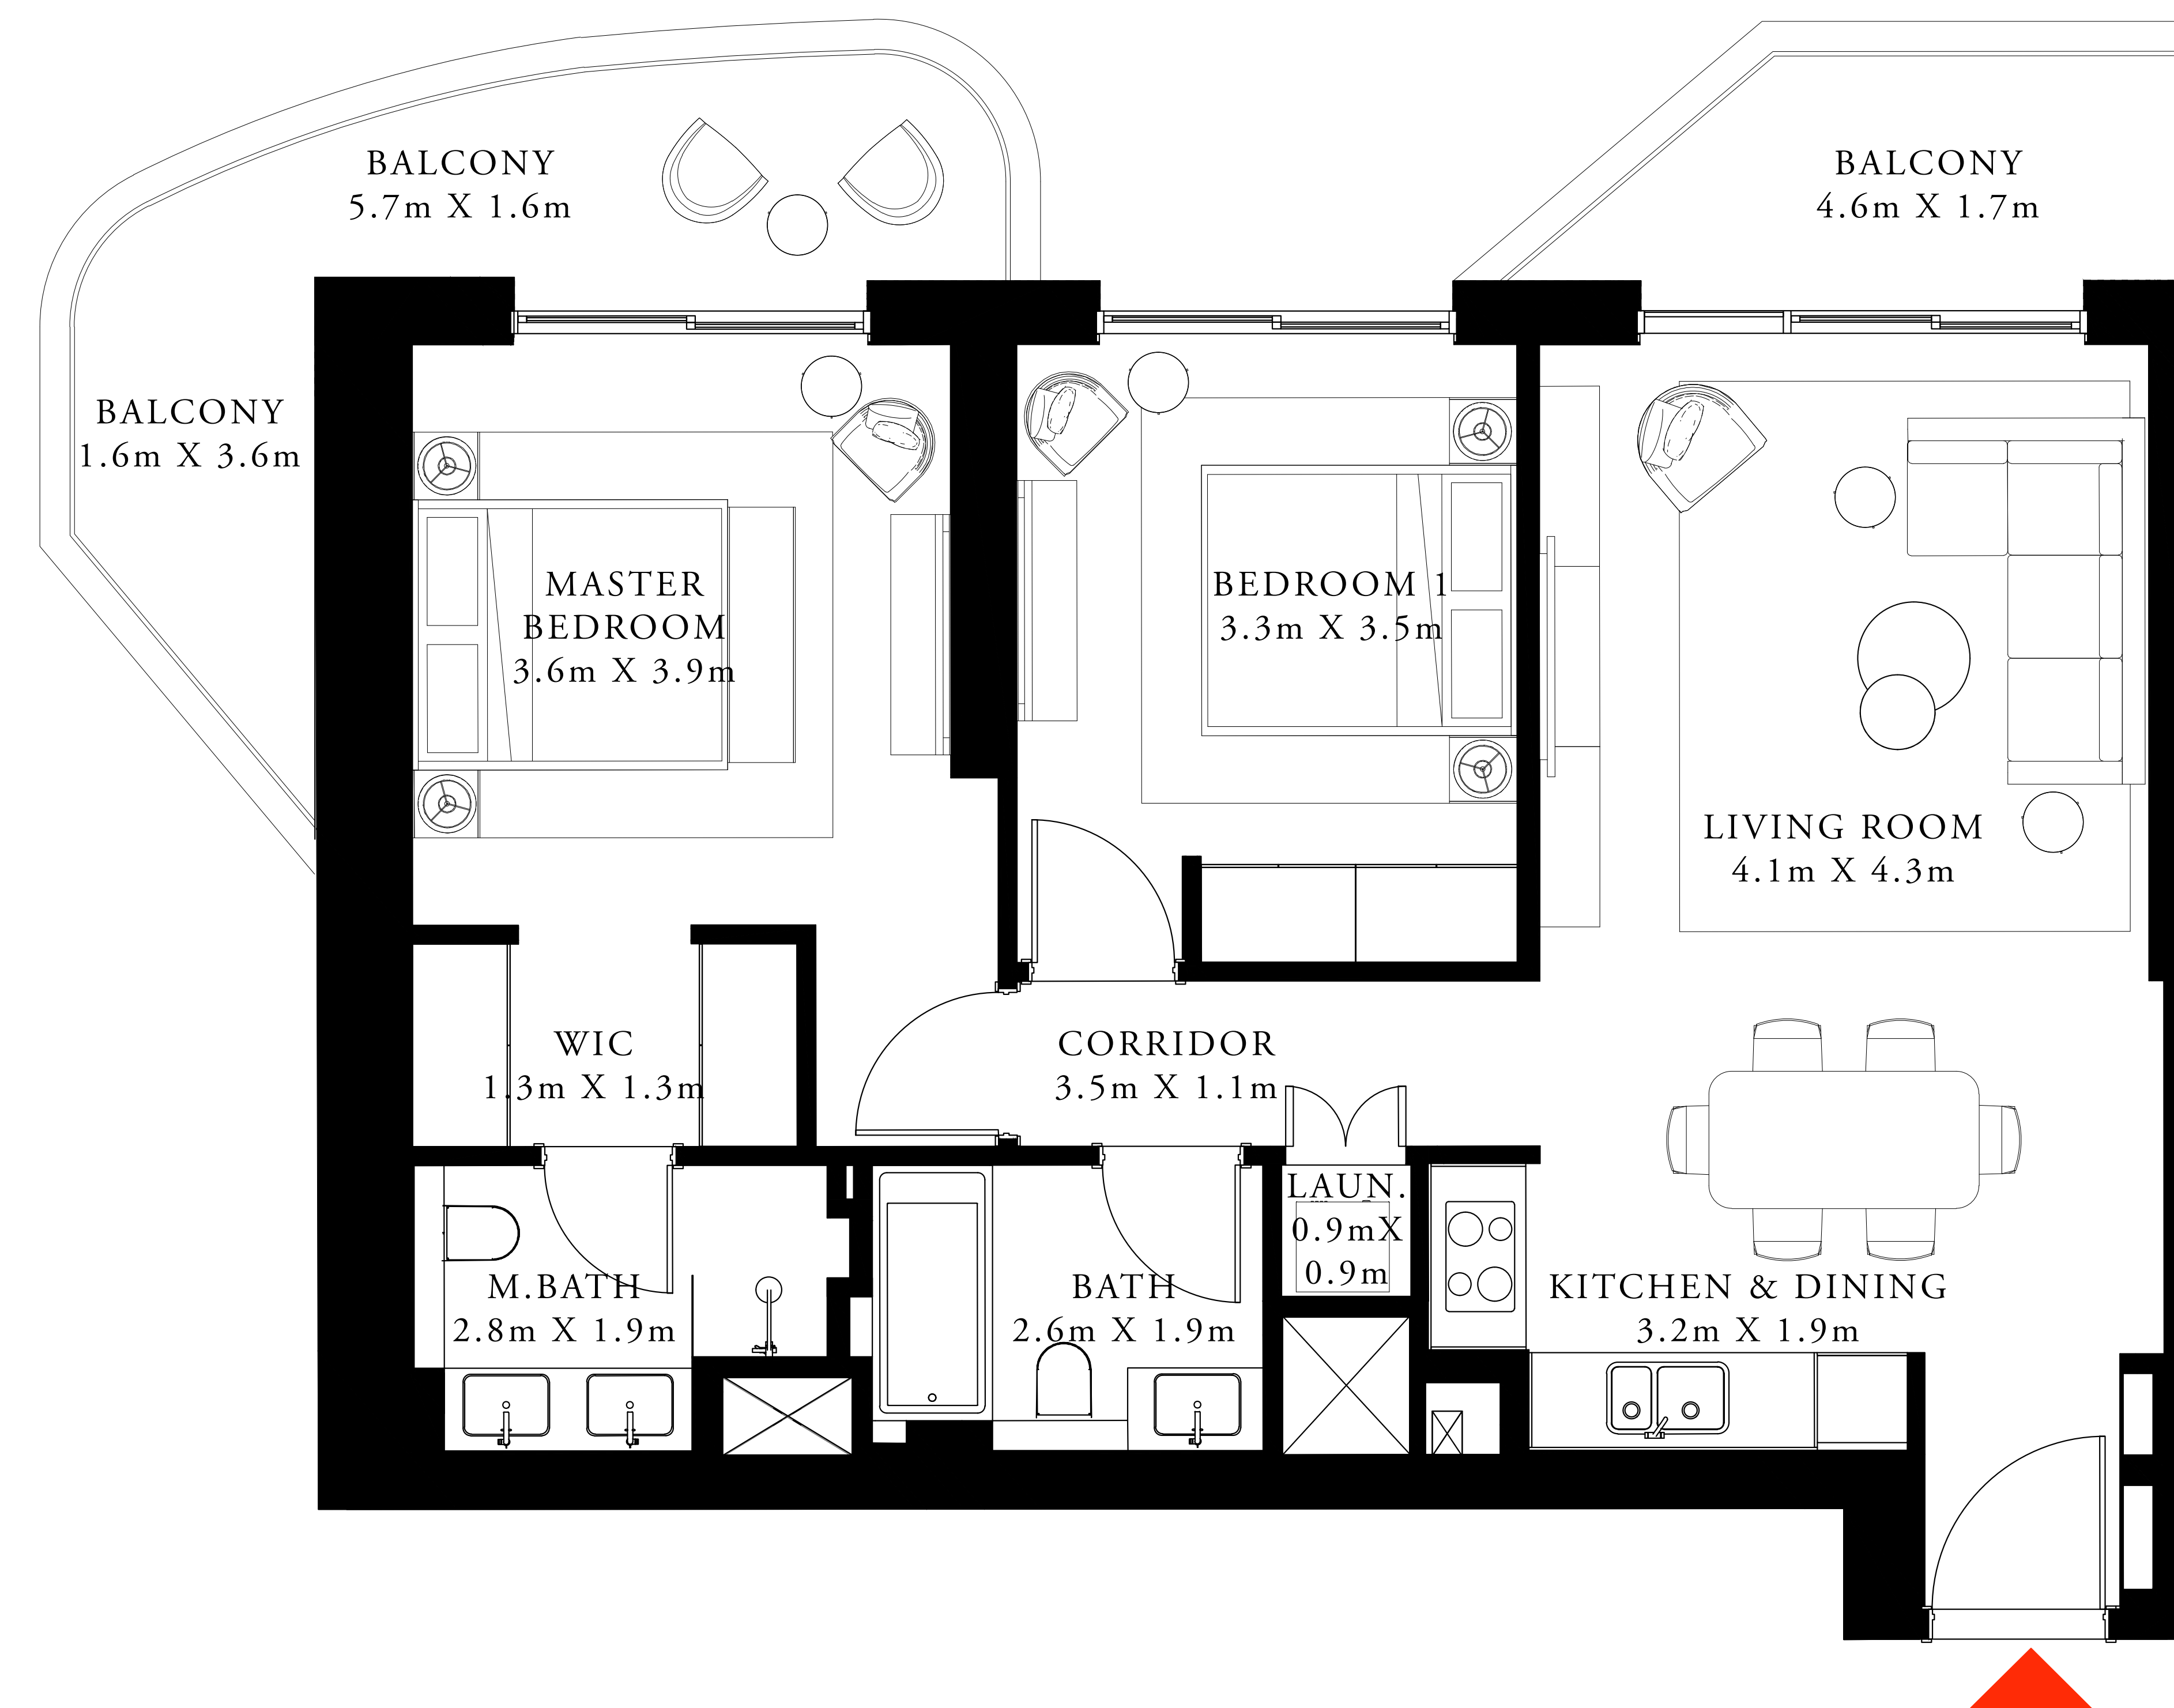 BALCONY
5.7m X 1.6m
BALCONY
4.6m X 1.7m
BALCONY
1.6m X 3.6m
MASTER
BEDROOM
3.6m X 3.9m
BEDROOM 1
3.3m X 3.5m
LIVING ROOM
4.1m X 4.3m
WIC
1.3m X 1.3m
CORRIDOR
3.5m X 1.1m
LAUN.
0.9mX
0.9m
M.BATH
2.8m X 1.9m
BATH
2.6m X 1.9m
KITCHEN & DINING
3.2m X 1.9m